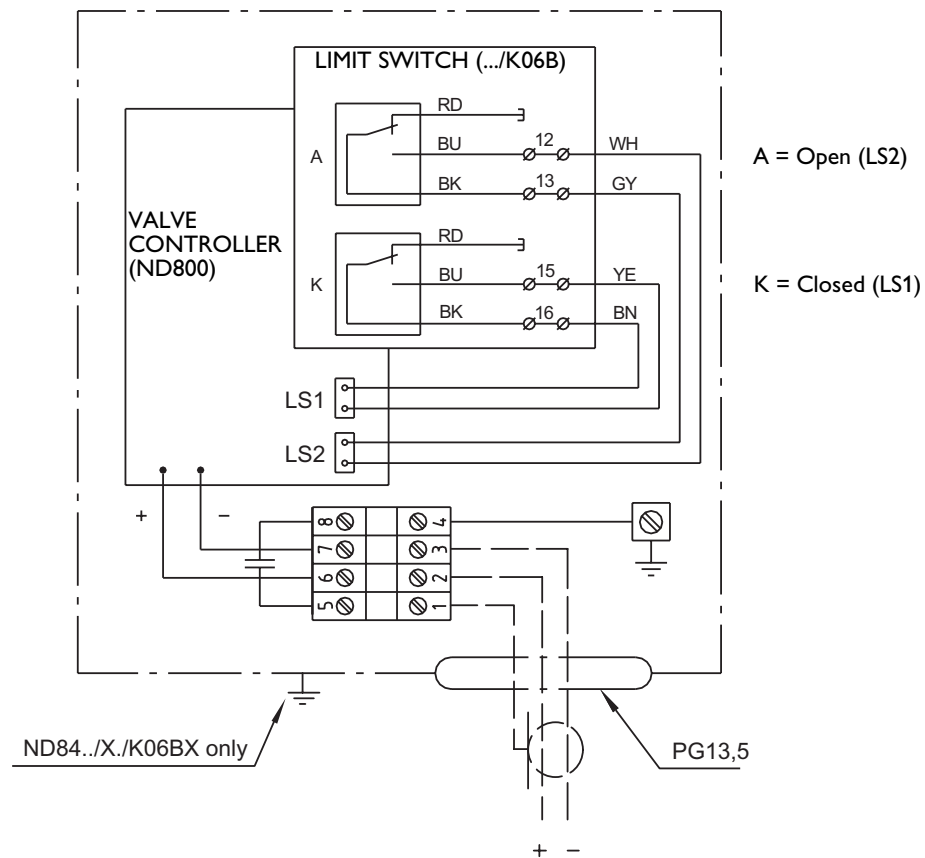 LIMIT SWITCH (.../K06B)
RD
A
BU
12
WH
A = Open (LS2)
BK
13
GY
VALVE
CONTROLLER
(ND800)
RD
K
BU
15
YE
K = Closed (LS1)
BK
16
BN
LS1
LS2
+
–
8
4
7
3
6
2
5
1
ND84../X./K06BX only
PG13,5
+
–